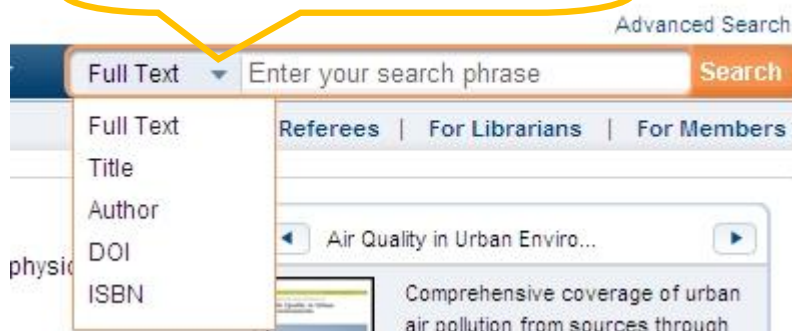 Advanced Search
Full Text Enter your search phrase Search
Full Text
Title
Author
DOI
ISBN
Referees | For Librarians | For Members
Air Quality in Urban Enviro...
physic
Comprehensive coverage of urban
air pollution from sources through